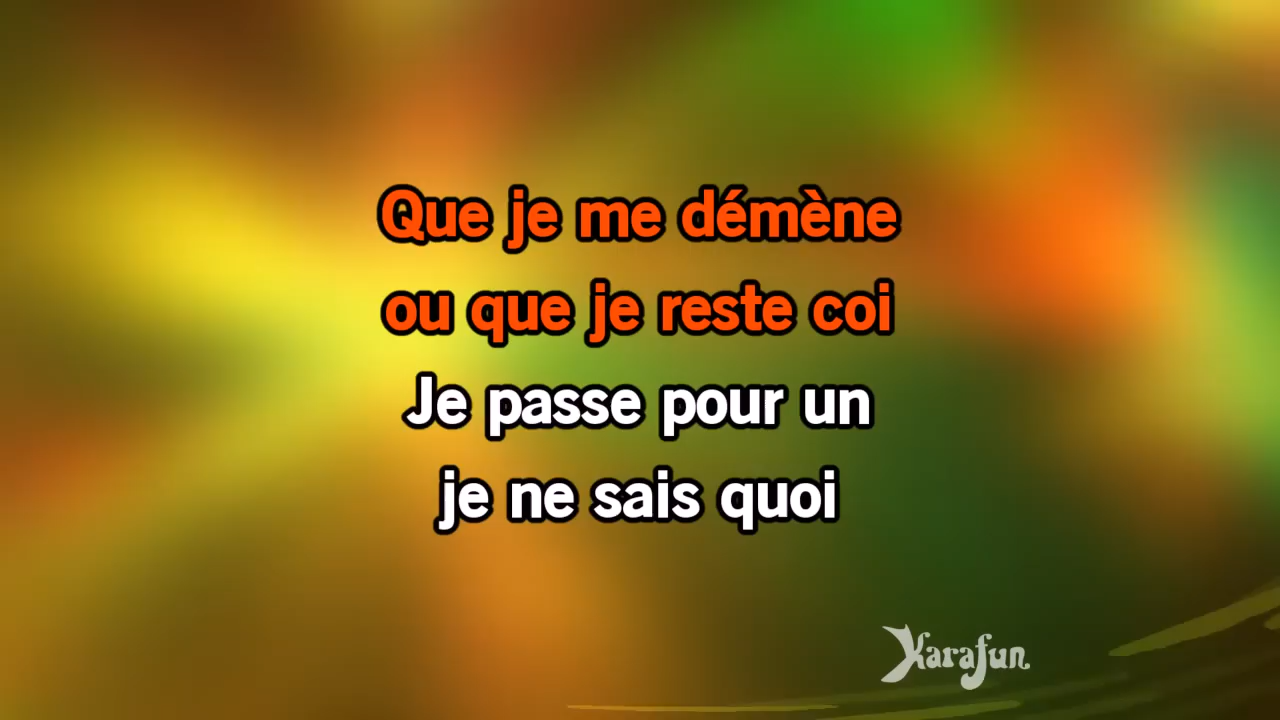 Que je me démène
ou que je reste coi
Je passe pour un
je ne sais quoi
Karafun